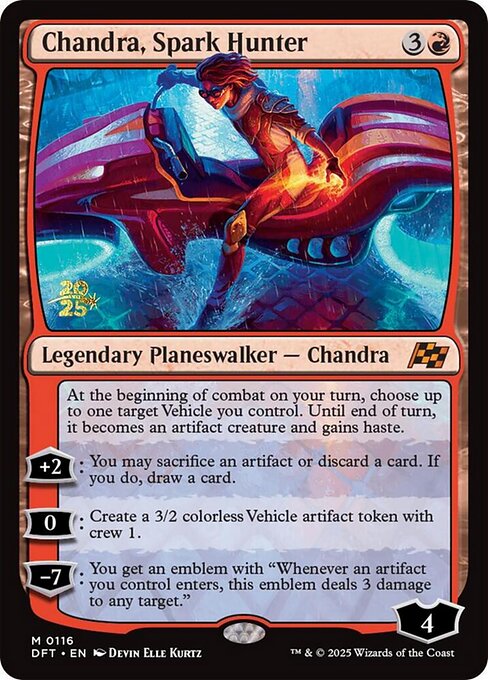 Chandra, Spark Hunter 3
2025
Legendary Planeswalker — Chandra
At the beginning of combat on your turn, choose up
to one target Vehicle you control. Until end of turn,
it becomes an artifact creature and gains haste.
+2: You may sacrifice an artifact or discard a card. If
you do, draw a card.
0: Create a 3/2 colorless Vehicle artifact token with
crew 1.
−7: You get an emblem with “Whenever an artifact
you control enters, this emblem deals 3 damage
to any target.”
4
M 0116
DFT • EN Devin Elle Kurtz ™ & © 2025 Wizards of the Coast